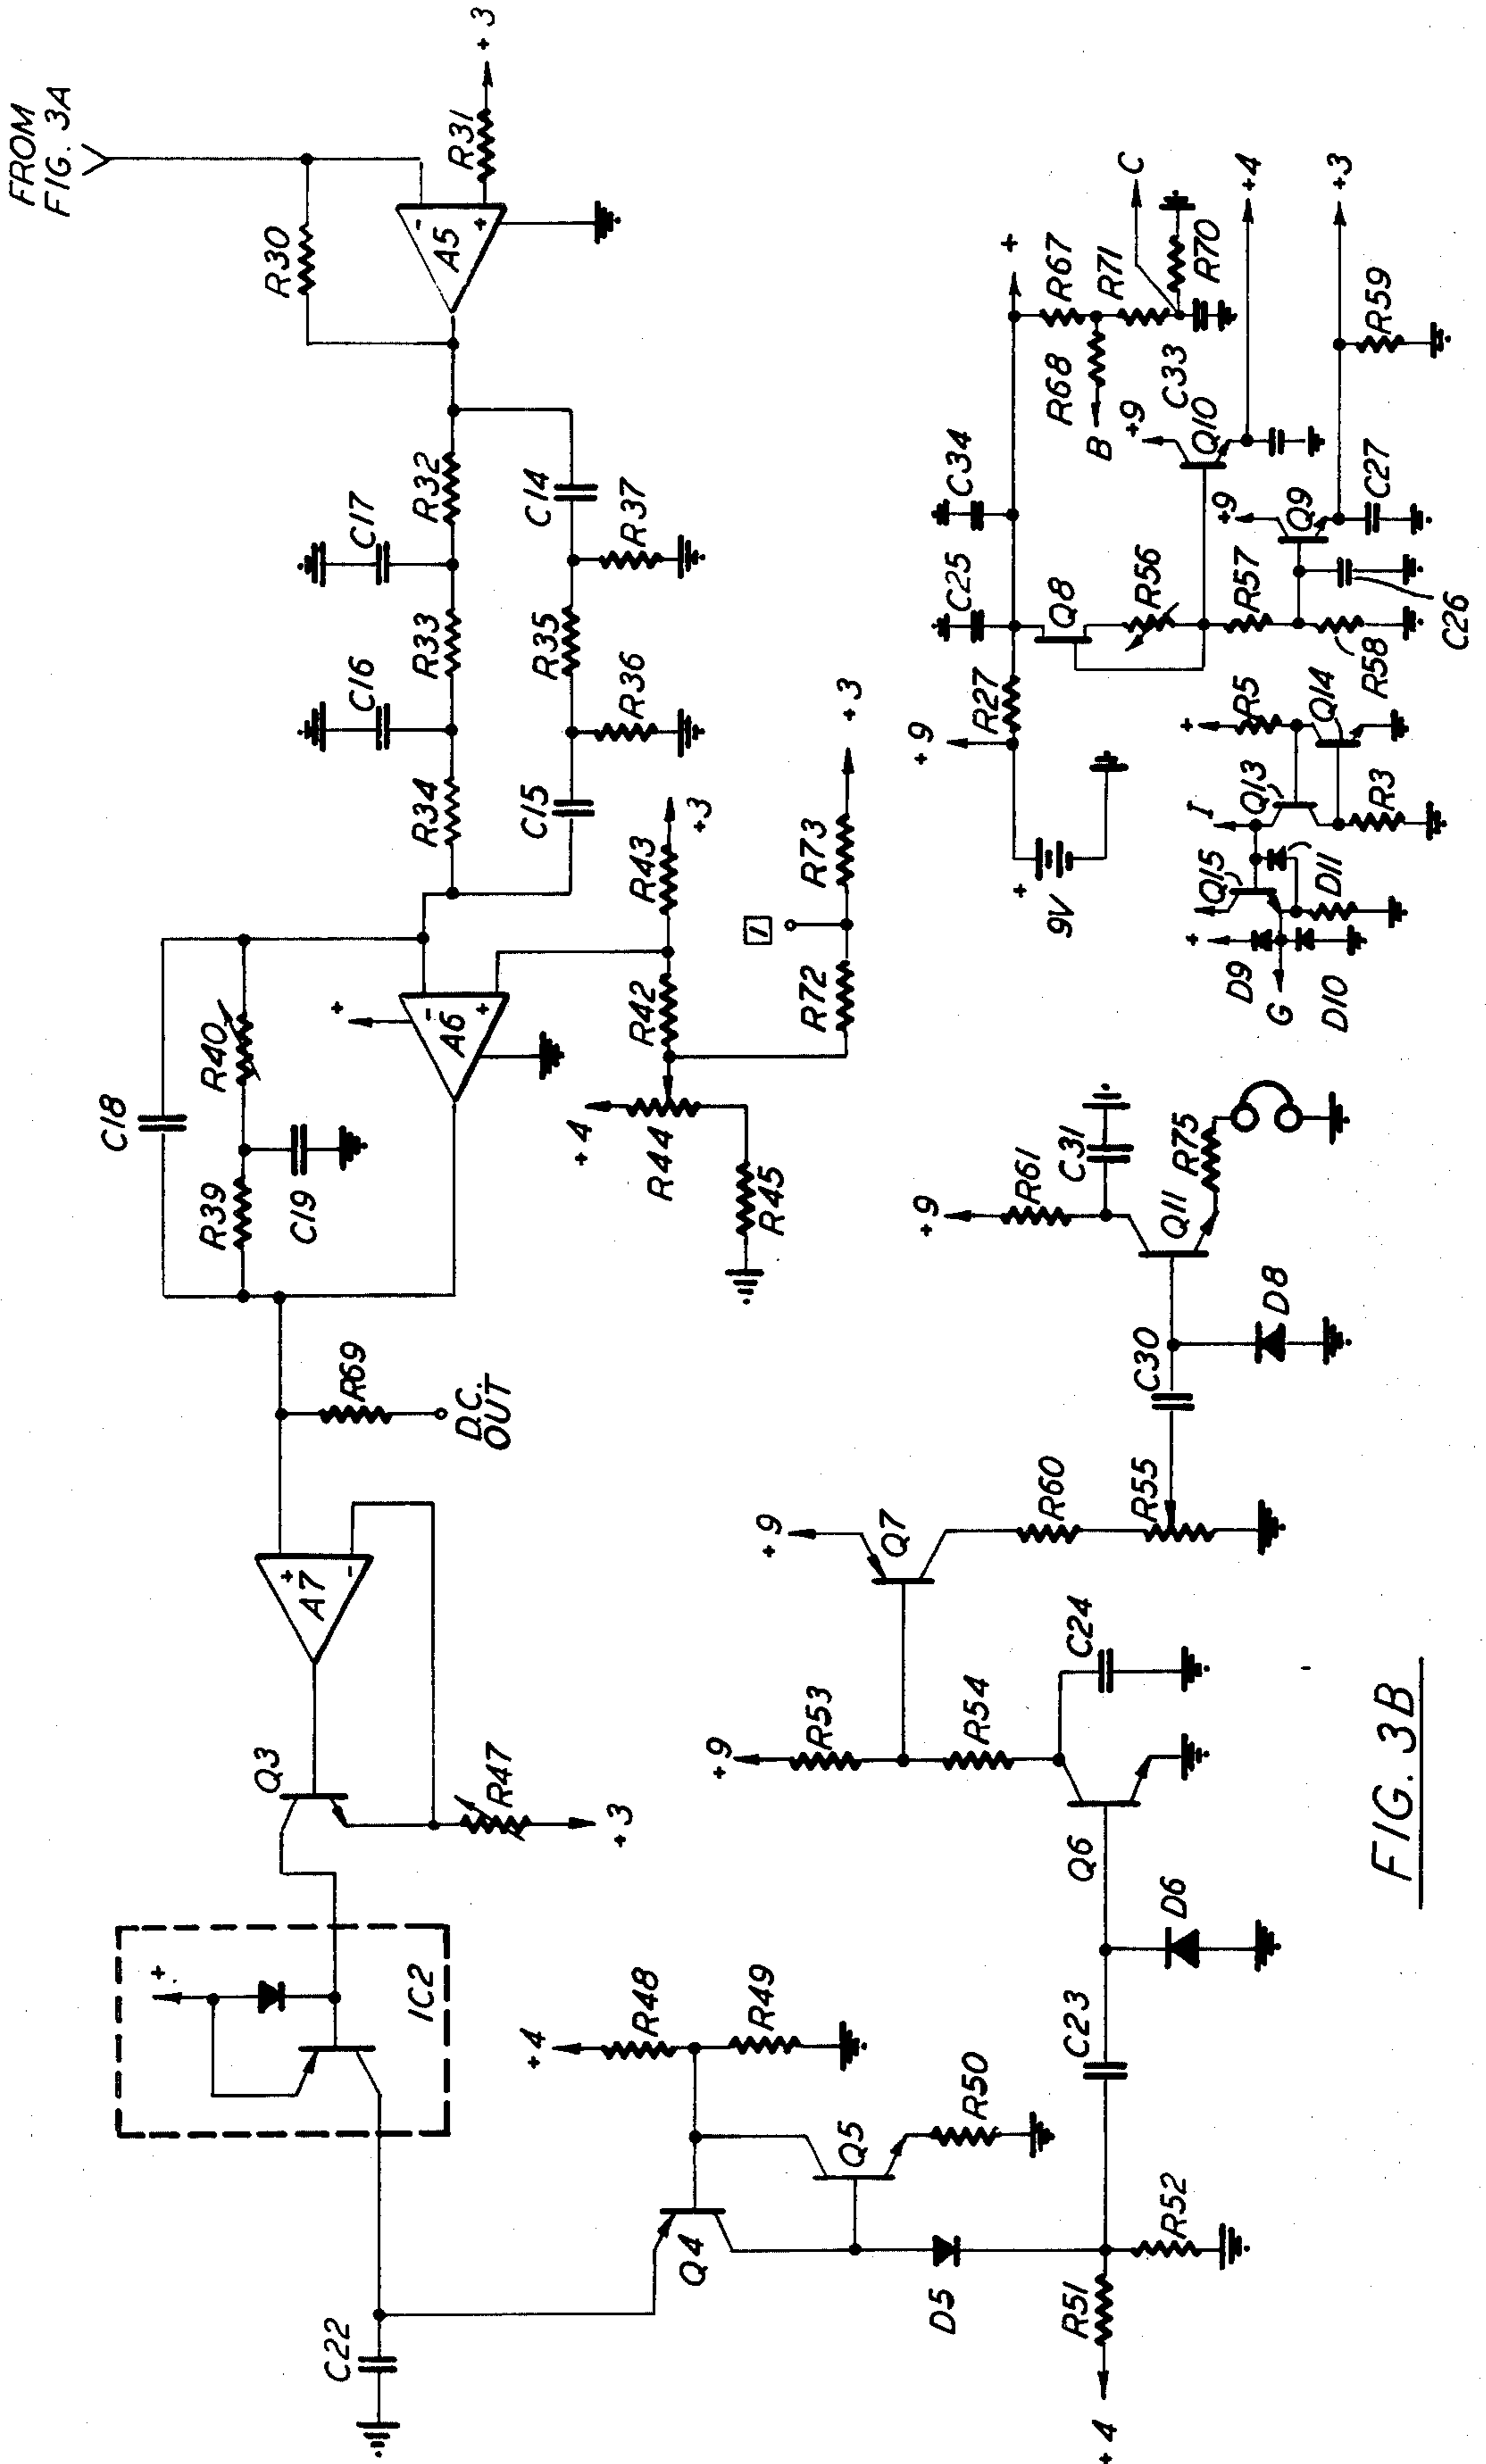 FROM
FIG. 3A
R30
-
+
A5
R31
+3
R32
C17
R33
C16
R34
C14
R37
R35
R36
C15
C18
R40
R39
C19
+
-
+
A6
R43
+3
R42
+4
R44
R45
R72
1
R73
+3
R69
D.C.
OUT
+
-
A7
Q3
R47
+3
+
IC2
C22
Q4
+4
R48
R49
Q5
R50
D5
R51
+4
R52
C23
D6
Q6
+9
R53
R54
C24
+9
Q7
R60
R55
C30
D8
+9
R61
C31
Q11
R75
+
9V
+9
R27
C25
C34
+
R67
R68
B
R71
C
R70
C33
Q8
R56
+9
Q10
+4
R57
+9
Q9
C27
+3
R59
R58
C26
+
R5
Q14
I
Q13
R3
Q15
D11
+
D9
G
D10
FIG. 3B